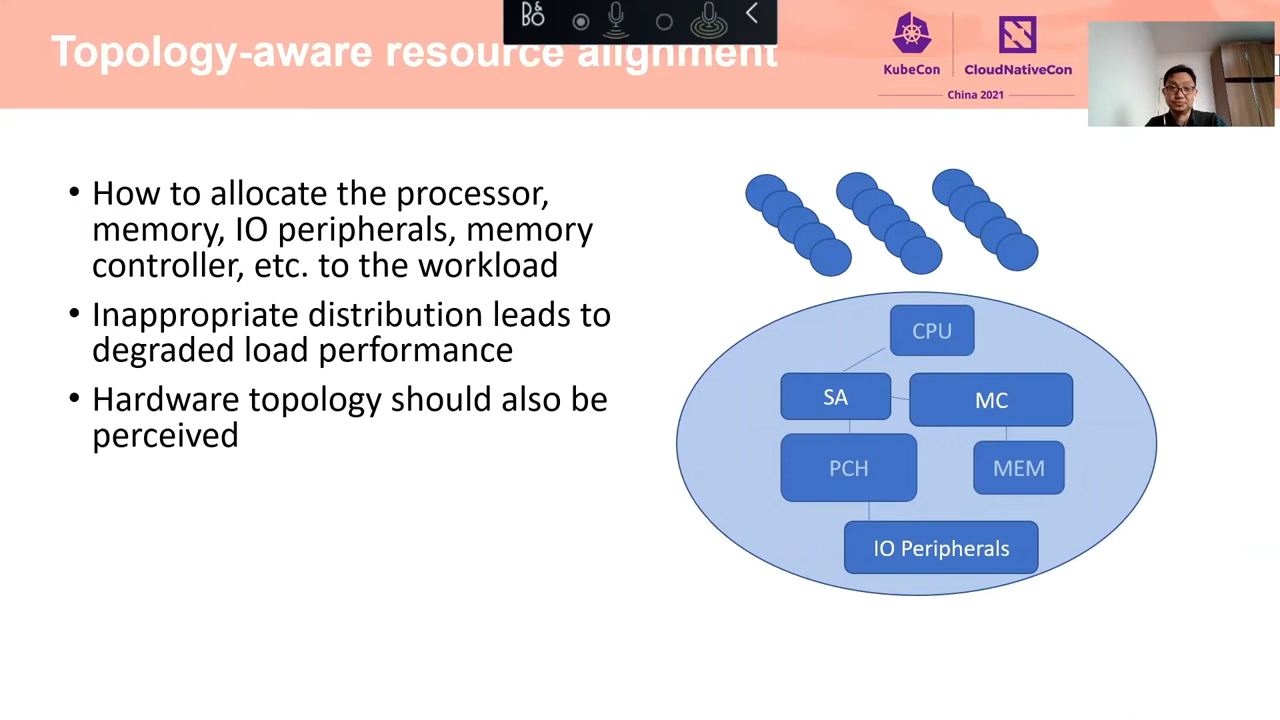 B&O
Topology-aware resource alignment
KubeCon
CloudNativeCon
China 2021
• How to allocate the processor,
memory, IO peripherals, memory
controller, etc. to the workload
• Inappropriate distribution leads to
degraded load performance
• Hardware topology should also be
perceived
CPU
SA
MC
PCH
MEM
IO Peripherals